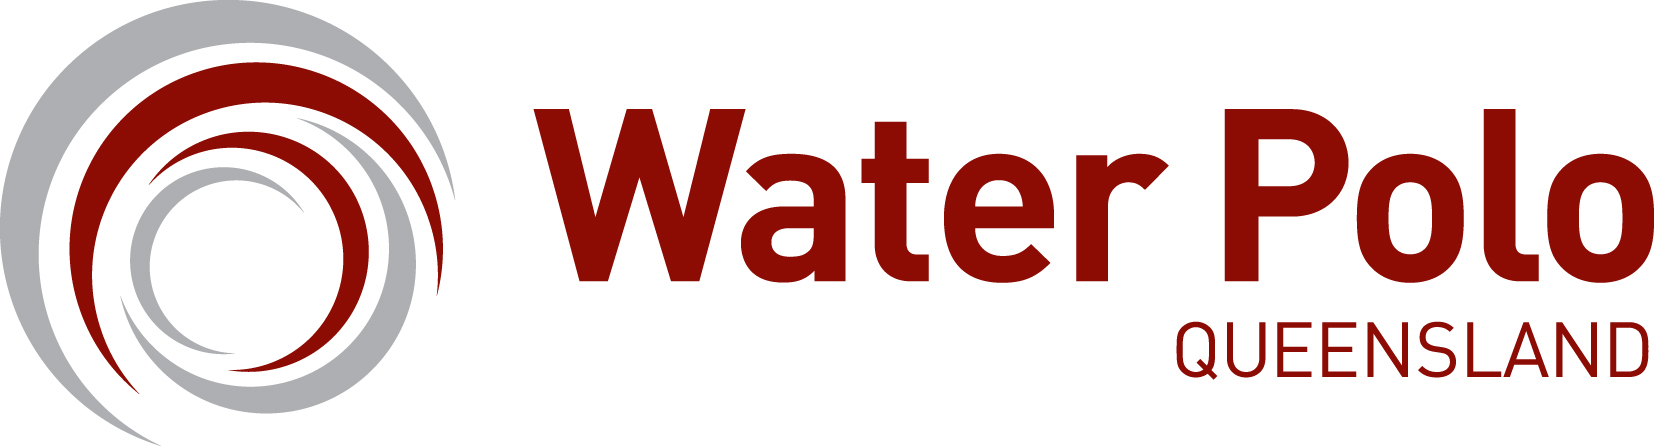 Water Polo
QUEENSLAND